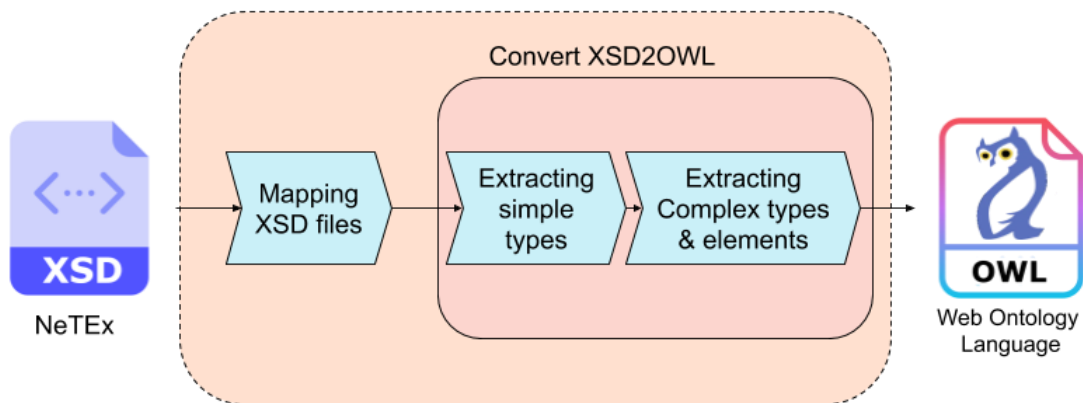 Convert XSD2OWL
XSD
NeTEx
Mapping
XSD files
Extracting
simple
types
Extracting
Complex types
& elements
OWL
Web Ontology
Language